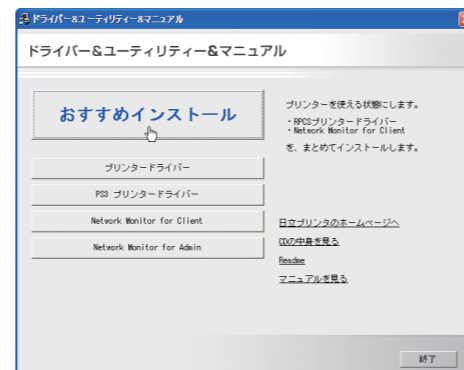 ドライバー&ユーティリティー&マニュアル
ドライバー&ユーティリティー&マニュアル
おすすめインストール
プリンターを使える状態にします。
・RPCSプリンタードライバー
・Network Monitor for Client
を、まとめてインストールします。
プリンタードライバー
PS3 プリンタードライバー
Network Monitor for Client
Network Monitor for Admin
日立プリンタのホームページへ
CDの中身を見る
Readme
マニュアルを見る
終了